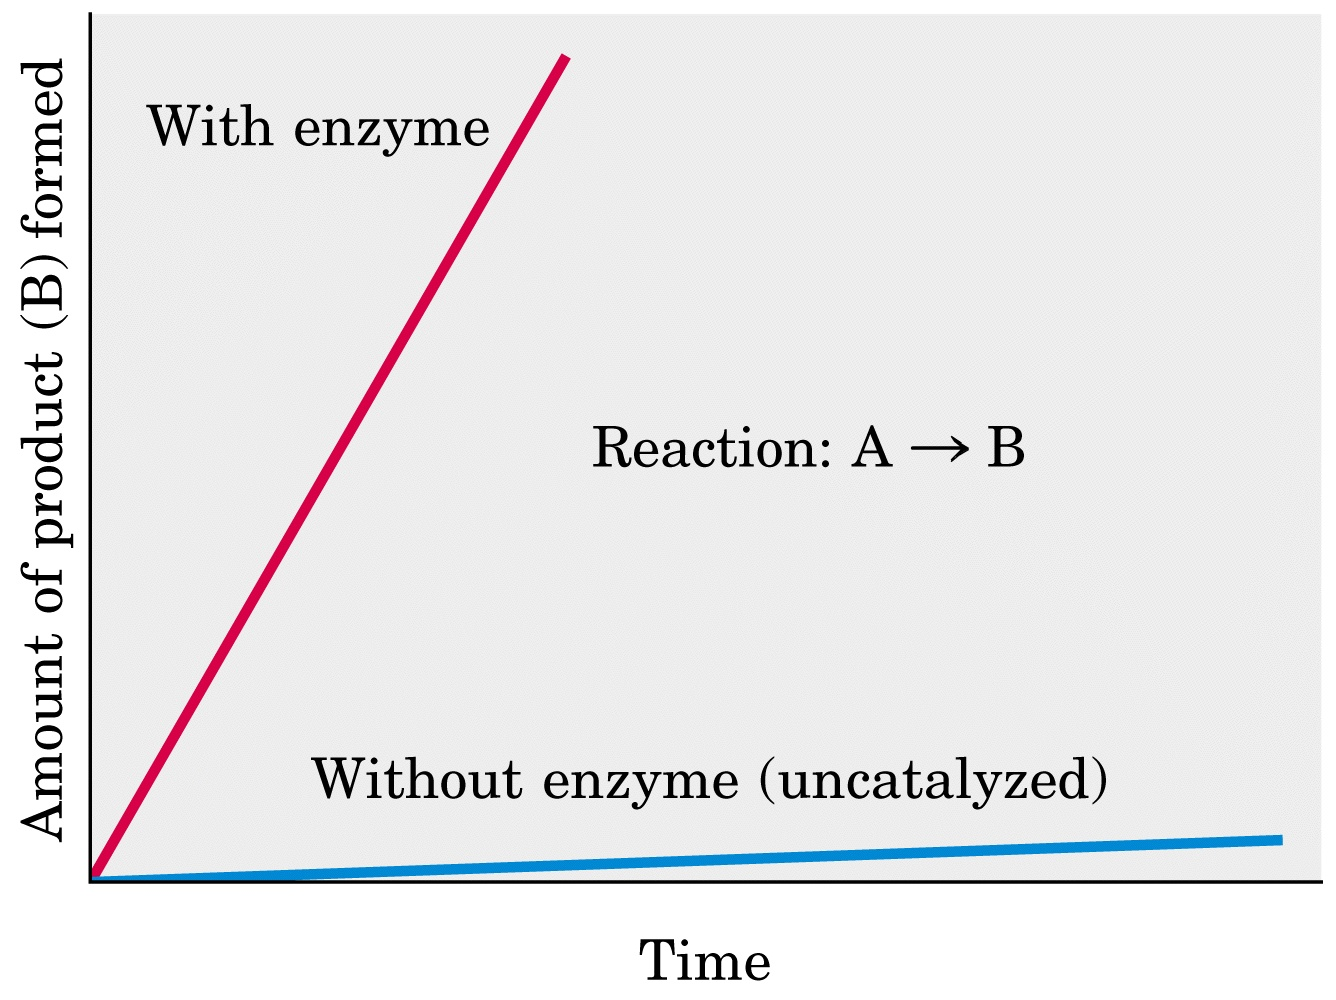 Amount of product (B) formed
With enzyme
Reaction: A → B
Without enzyme (uncatalyzed)
Time